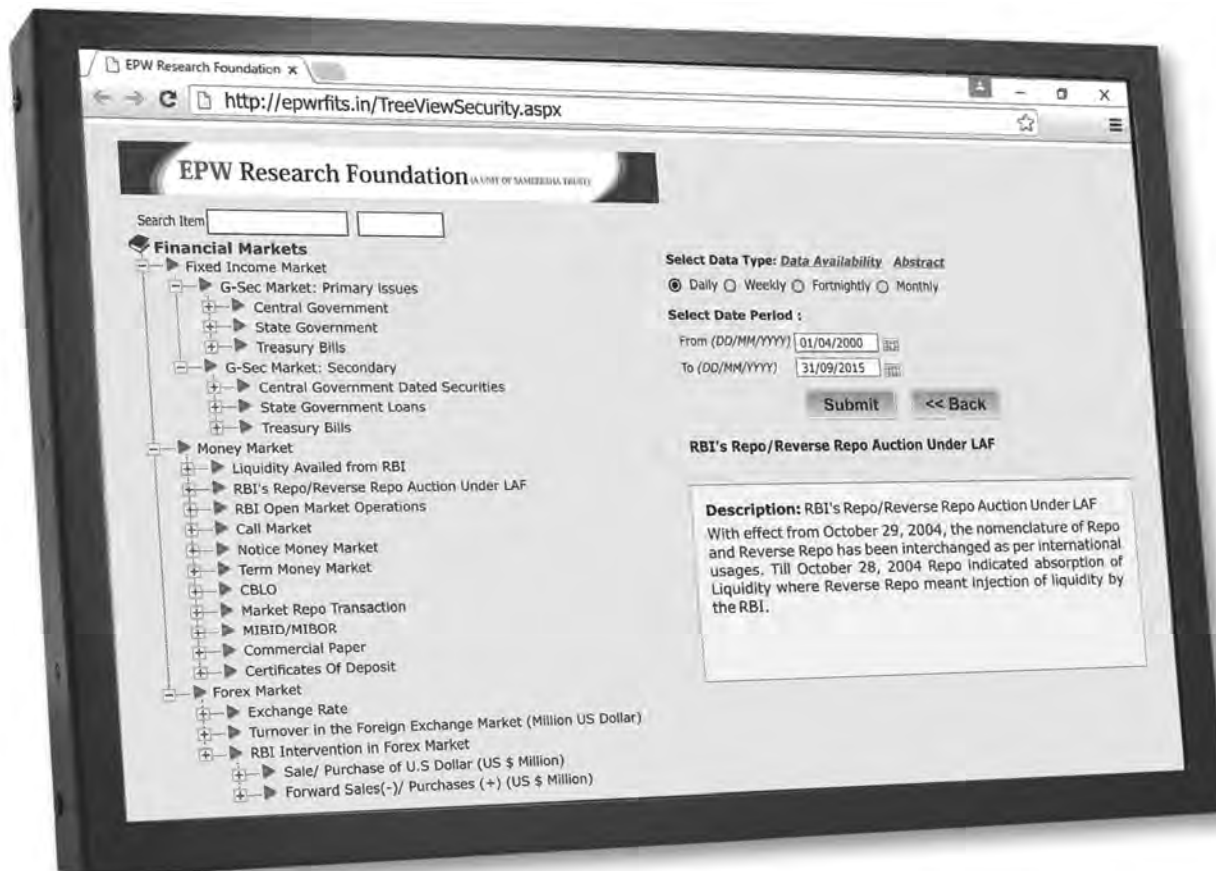 EPW Research Foundation
http://epwrfits.in/TreeViewSecurity.aspx
EPW Research Foundation (A UNIT OF SAMEEKSHA TRUST)
Search Item
Financial Markets
Fixed Income Market
G-Sec Market: Primary Issues
Central Government
State Government
Treasury Bills
G-Sec Market: Secondary
Central Government Dated Securities
State Government Loans
Treasury Bills
Money Market
Liquidity Availed from RBI
RBI's Repo/Reverse Repo Auction Under LAF
RBI Open Market Operations
Call Market
Notice Money Market
Term Money Market
CBLO
Market Repo Transaction
MIBID/MIBOR
Commercial Paper
Certificates Of Deposit
Forex Market
Exchange Rate
Turnover in the Foreign Exchange Market (Million US Dollar)
RBI Intervention in Forex Market
Sale/ Purchase of U.S Dollar (US $ Million)
Forward Sales(-)/ Purchases (+) (US $ Million)
Select Data Type: Data Availability Abstract
Daily Weekly Fortnightly Monthly
Select Date Period :
From (DD/MM/YYYY) 01/04/2000
To (DD/MM/YYYY) 31/09/2015
Submit << Back
RBI's Repo/Reverse Repo Auction Under LAF
Description: RBI's Repo/Reverse Repo Auction Under LAF
With effect from October 29, 2004, the nomenclature of Repo
and Reverse Repo has been interchanged as per international
usages. Till October 28, 2004 Repo indicated absorption of
Liquidity where Reverse Repo meant injection of liquidity by
the RBI.